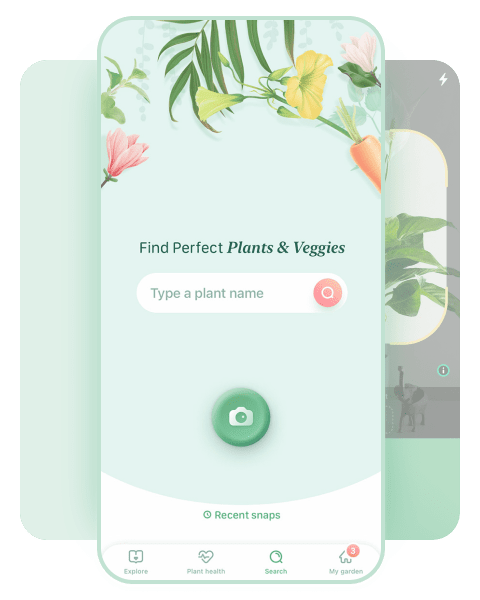 Find Perfect Plants & Veggies
Type a plant name
Recent snaps
3
Explore
Plant health
Search
My garden